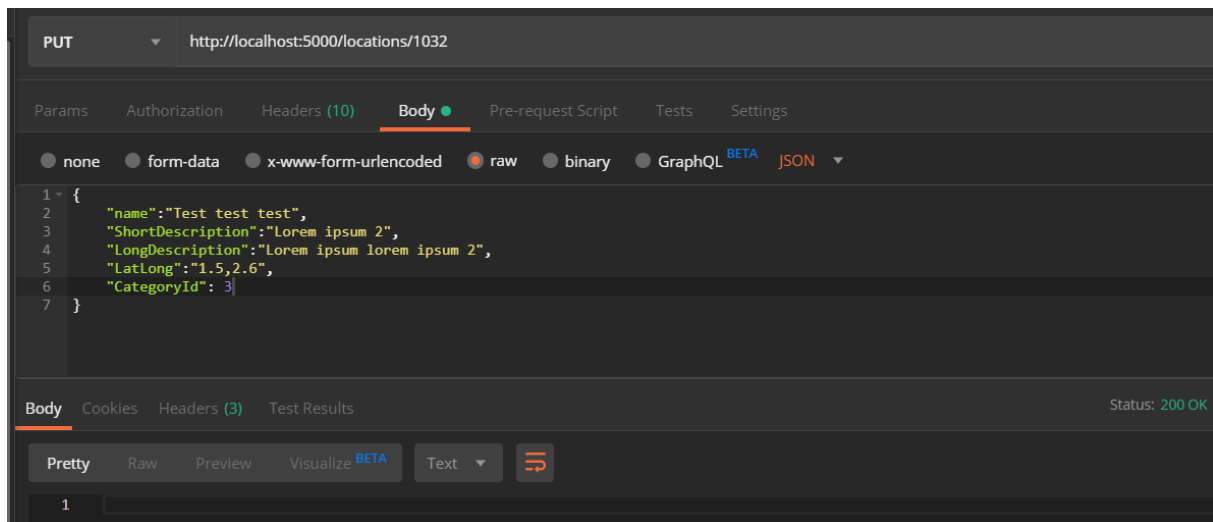 PUT http://localhost:5000/locations/1032
Params Authorization Headers (10) Body Pre-request Script Tests Settings
none form-data x-www-form-urlencoded raw binary GraphQL BETA JSON
1 {
2 "name":"Test test test",
3 "ShortDescription":"Lorem ipsum 2",
4 "LongDescription":"Lorem ipsum lorem ipsum 2",
5 "LatLong":"1.5,2.6",
6 "CategoryId": 3
7 }
Body Cookies Headers (3) Test Results Status: 200 OK
Pretty Raw Preview Visualize BETA Text
1